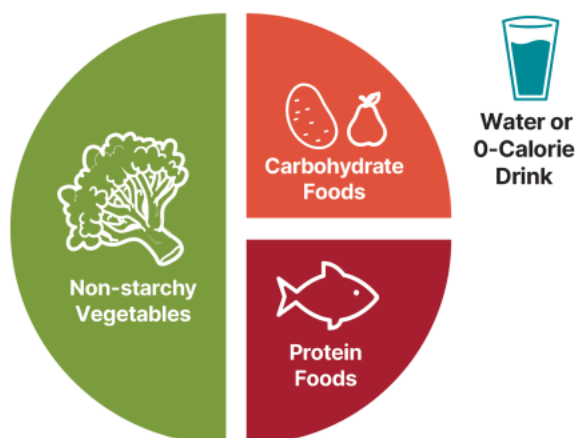 Non-starchy
Vegetables
Carbohydrate
Foods
Protein
Foods
Water or
0-Calorie
Drink